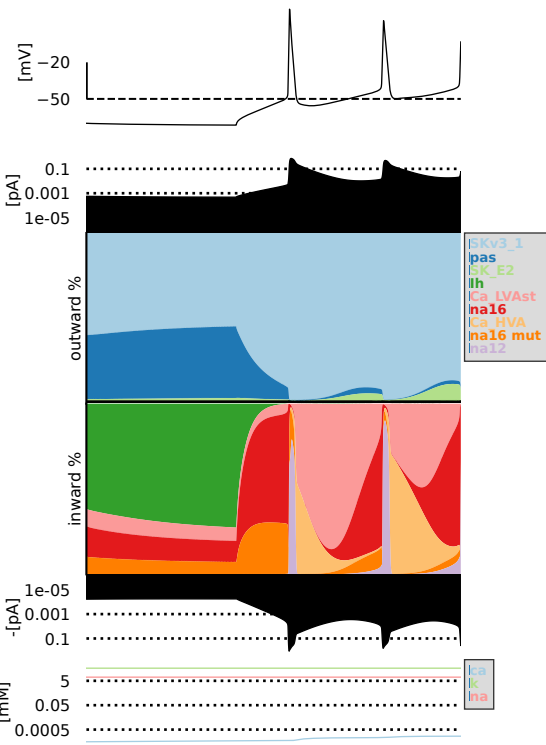 [mV]
−20
−50
[pA]
0.1
0.001
1e-05
outward %
SKv3_1
pas
SK_E2
Ih
Ca_LVAst
na16
Ca_HVA
na16 mut
na12
inward %
-[pA]
1e-05
0.001
0.1
[mM]
5
0.05
0.0005
ca
k
na